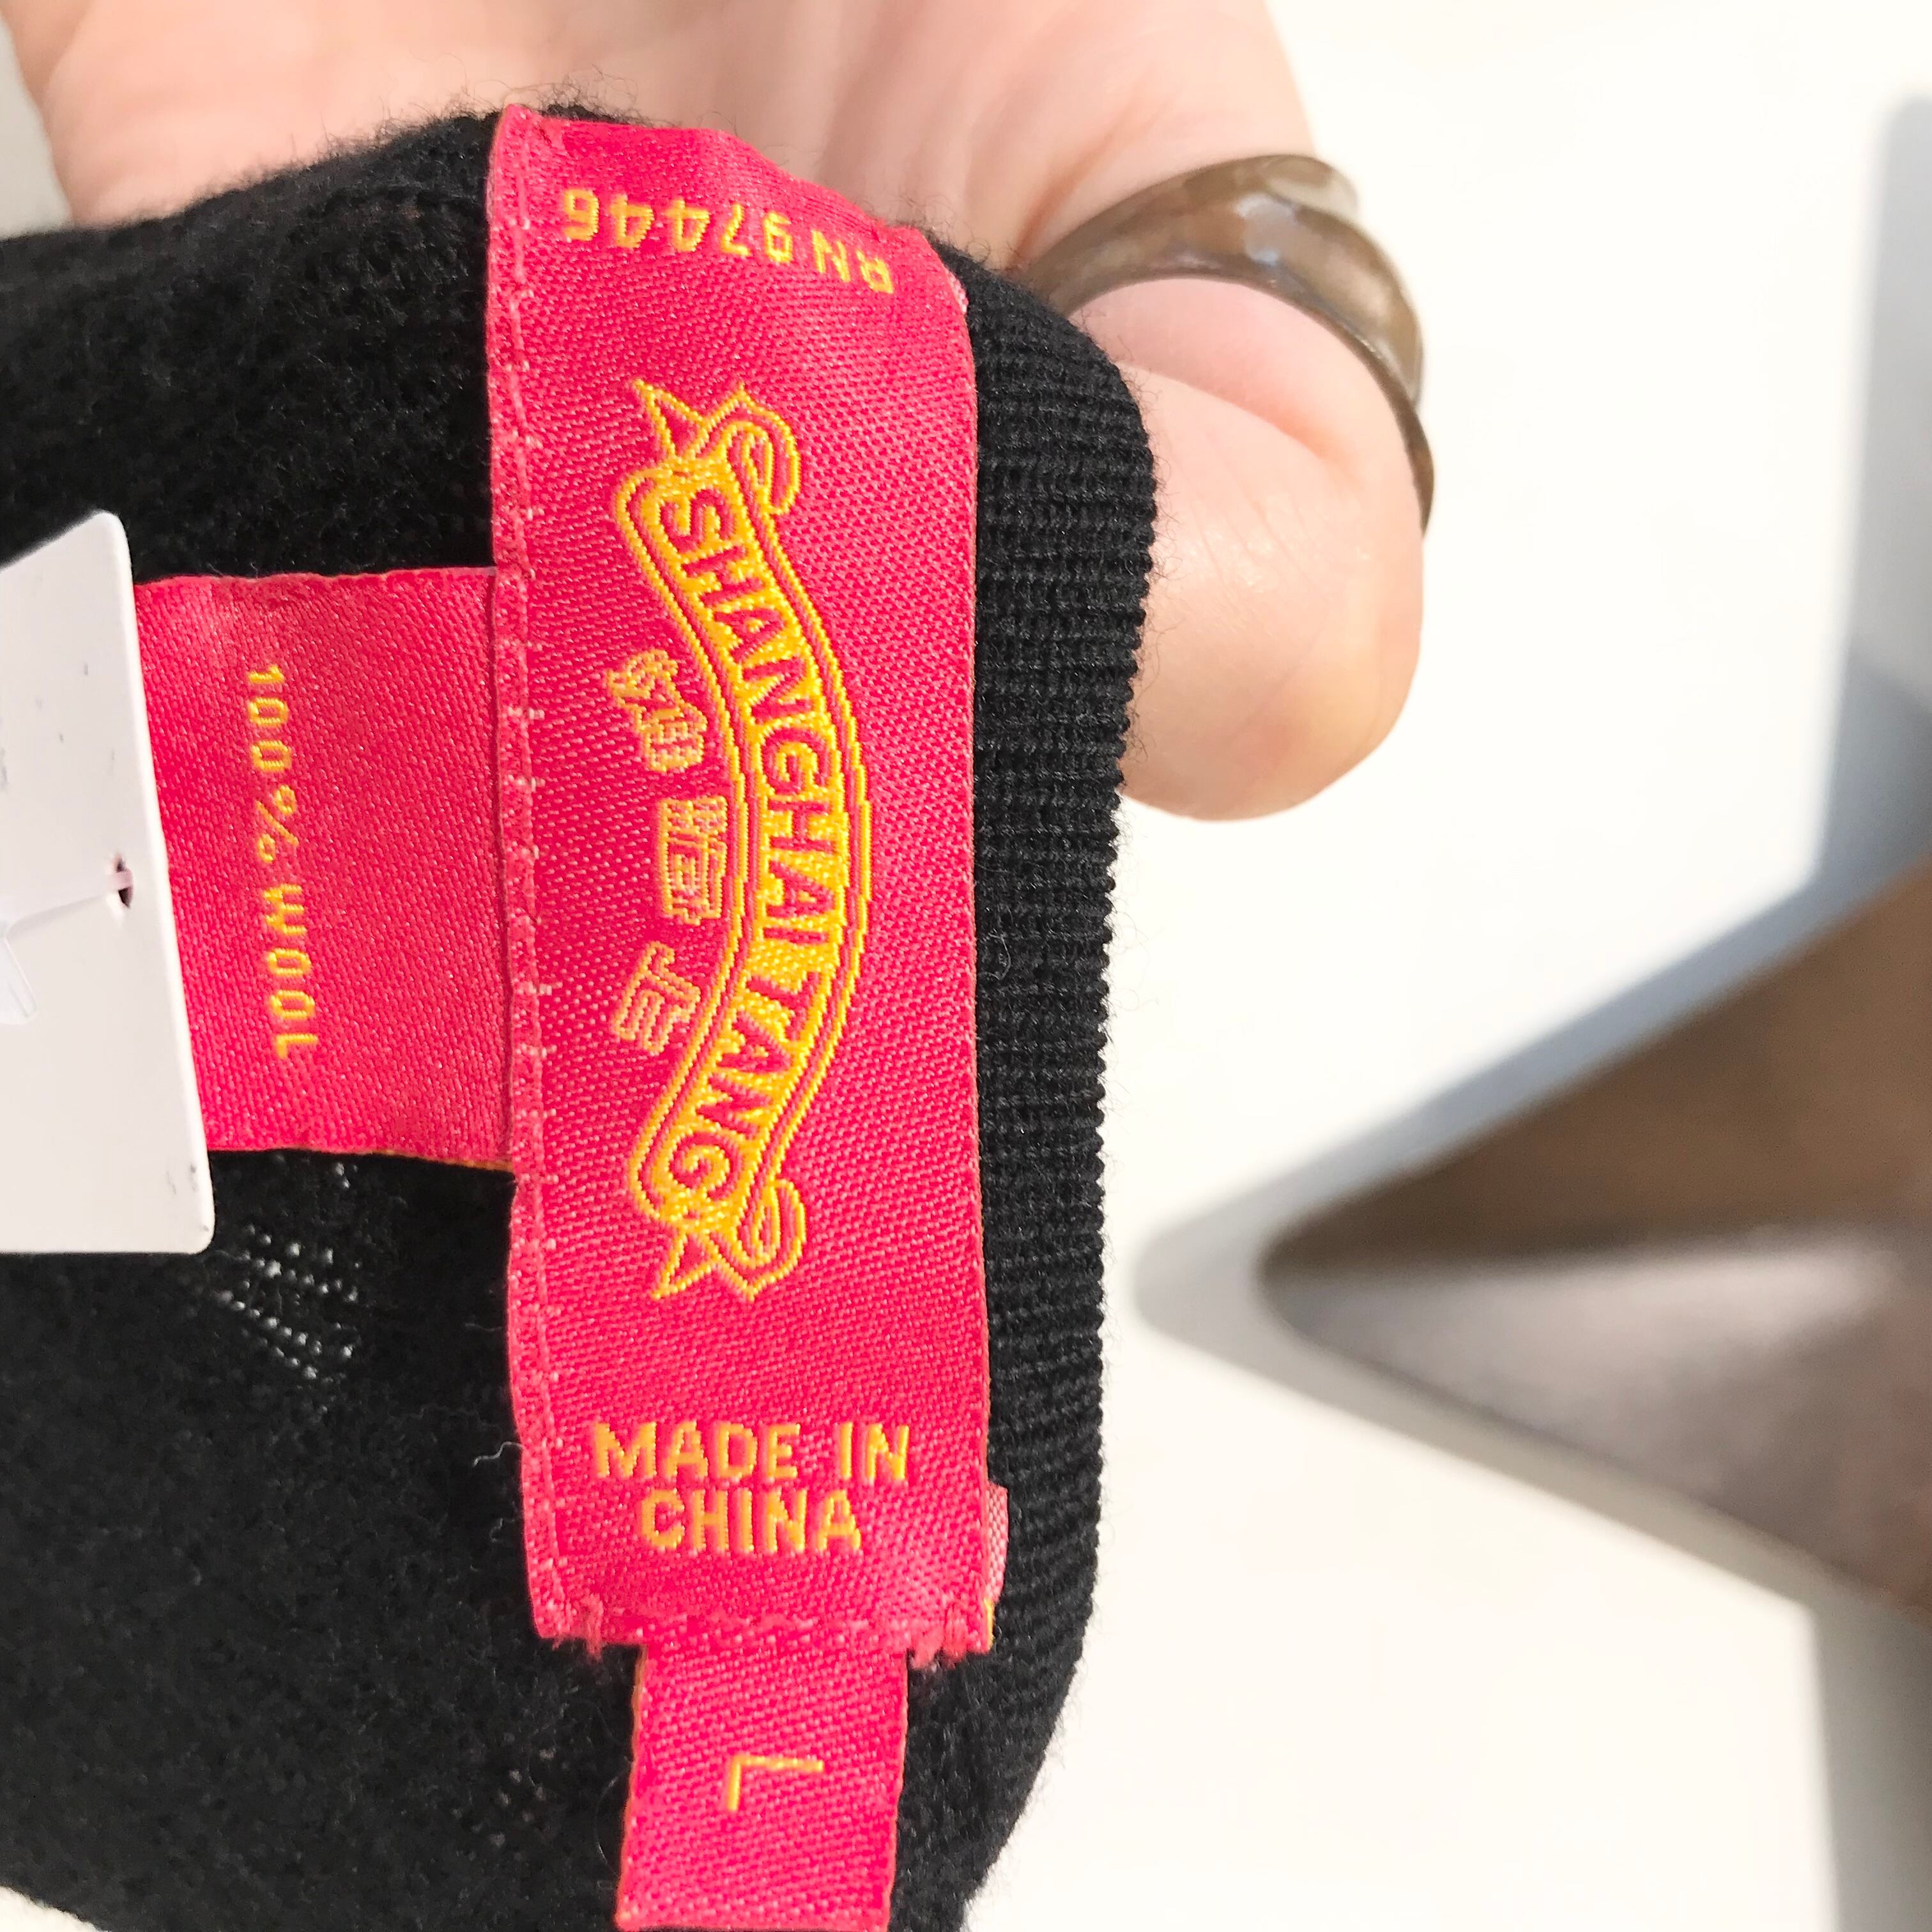 RN 97446
SHANGHAI TANG
MADE IN
CHINA
100% WOOL
L